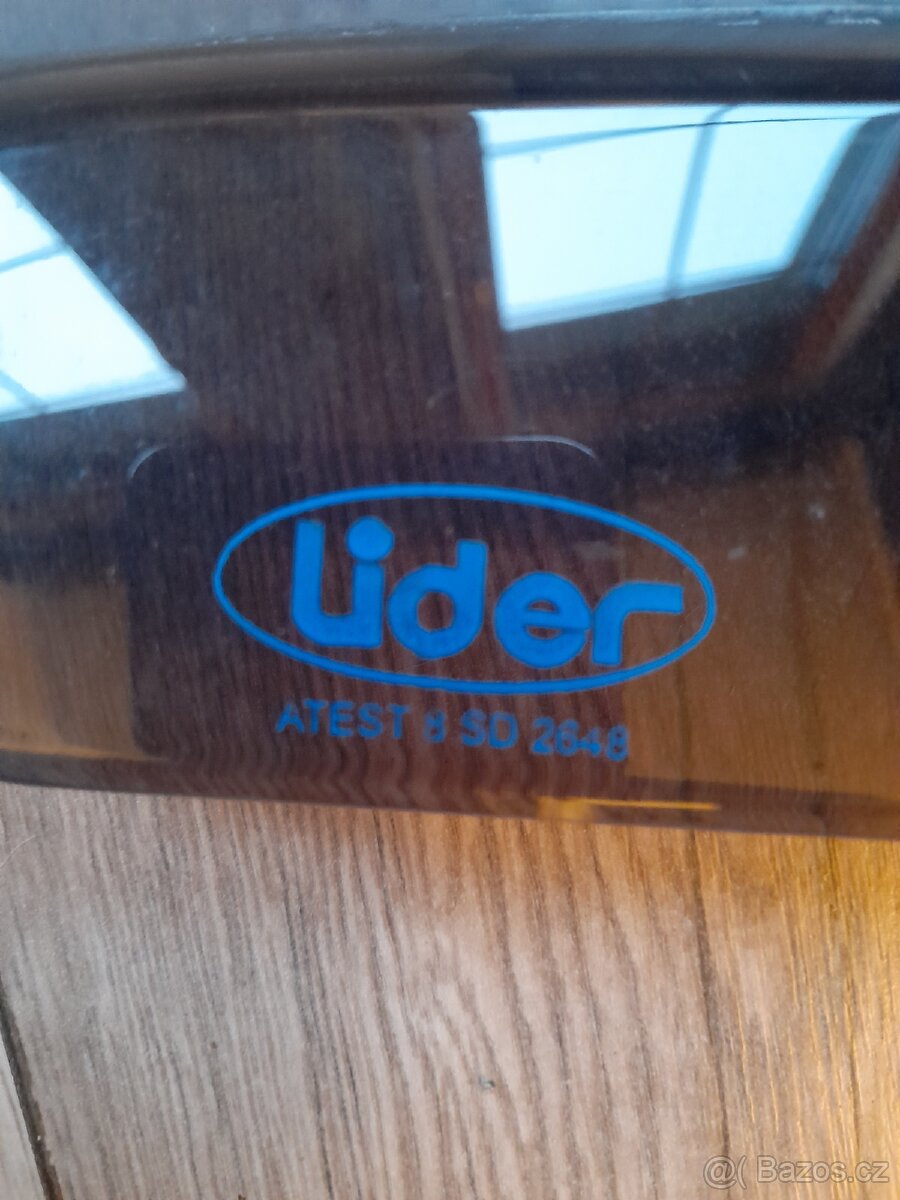 Lider
ATEST 8 SD 2648
@( Bazos.cz